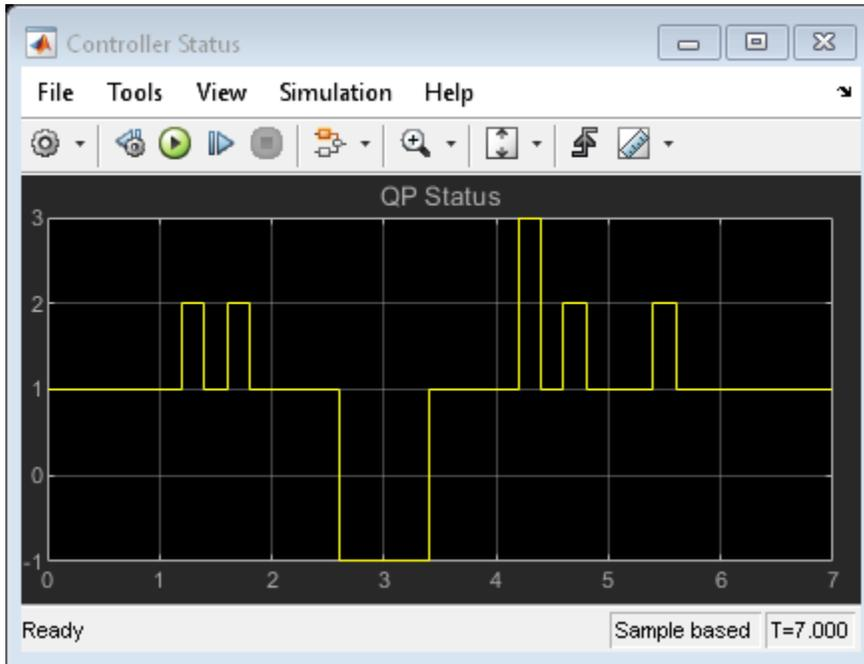 Controller Status
File Tools View Simulation Help
QP Status
3
2
1
0
-1
0 1 2 3 4 5 6 7
Ready Sample based T=7.000